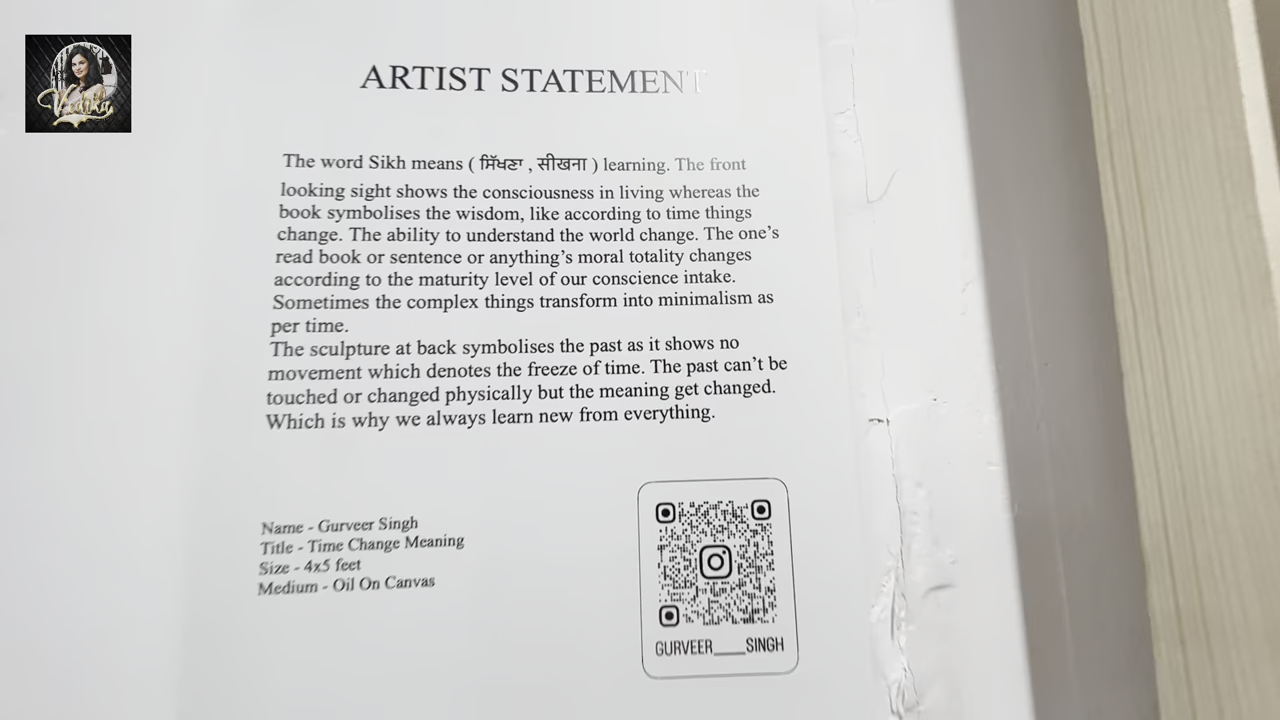 Vedika
ARTIST STATEMENT
The word Sikh means ( ਸਿੱਖਣਾ , सीखना ) learning. The front
looking sight shows the consciousness in living whereas the
book symbolises the wisdom, like according to time things
change. The ability to understand the world change. The one's
read book or sentence or anything's moral totality changes
according to the maturity level of our conscience intake.
Sometimes the complex things transform into minimalism as
per time.
The sculpture at back symbolises the past as it shows no
movement which denotes the freeze of time. The past can't be
touched or changed physically but the meaning get changed.
Which is why we always learn new from everything.
Name - Gurveer Singh
Title - Time Change Meaning
Size - 4x5 feet
Medium - Oil On Canvas
GURVEER____SINGH